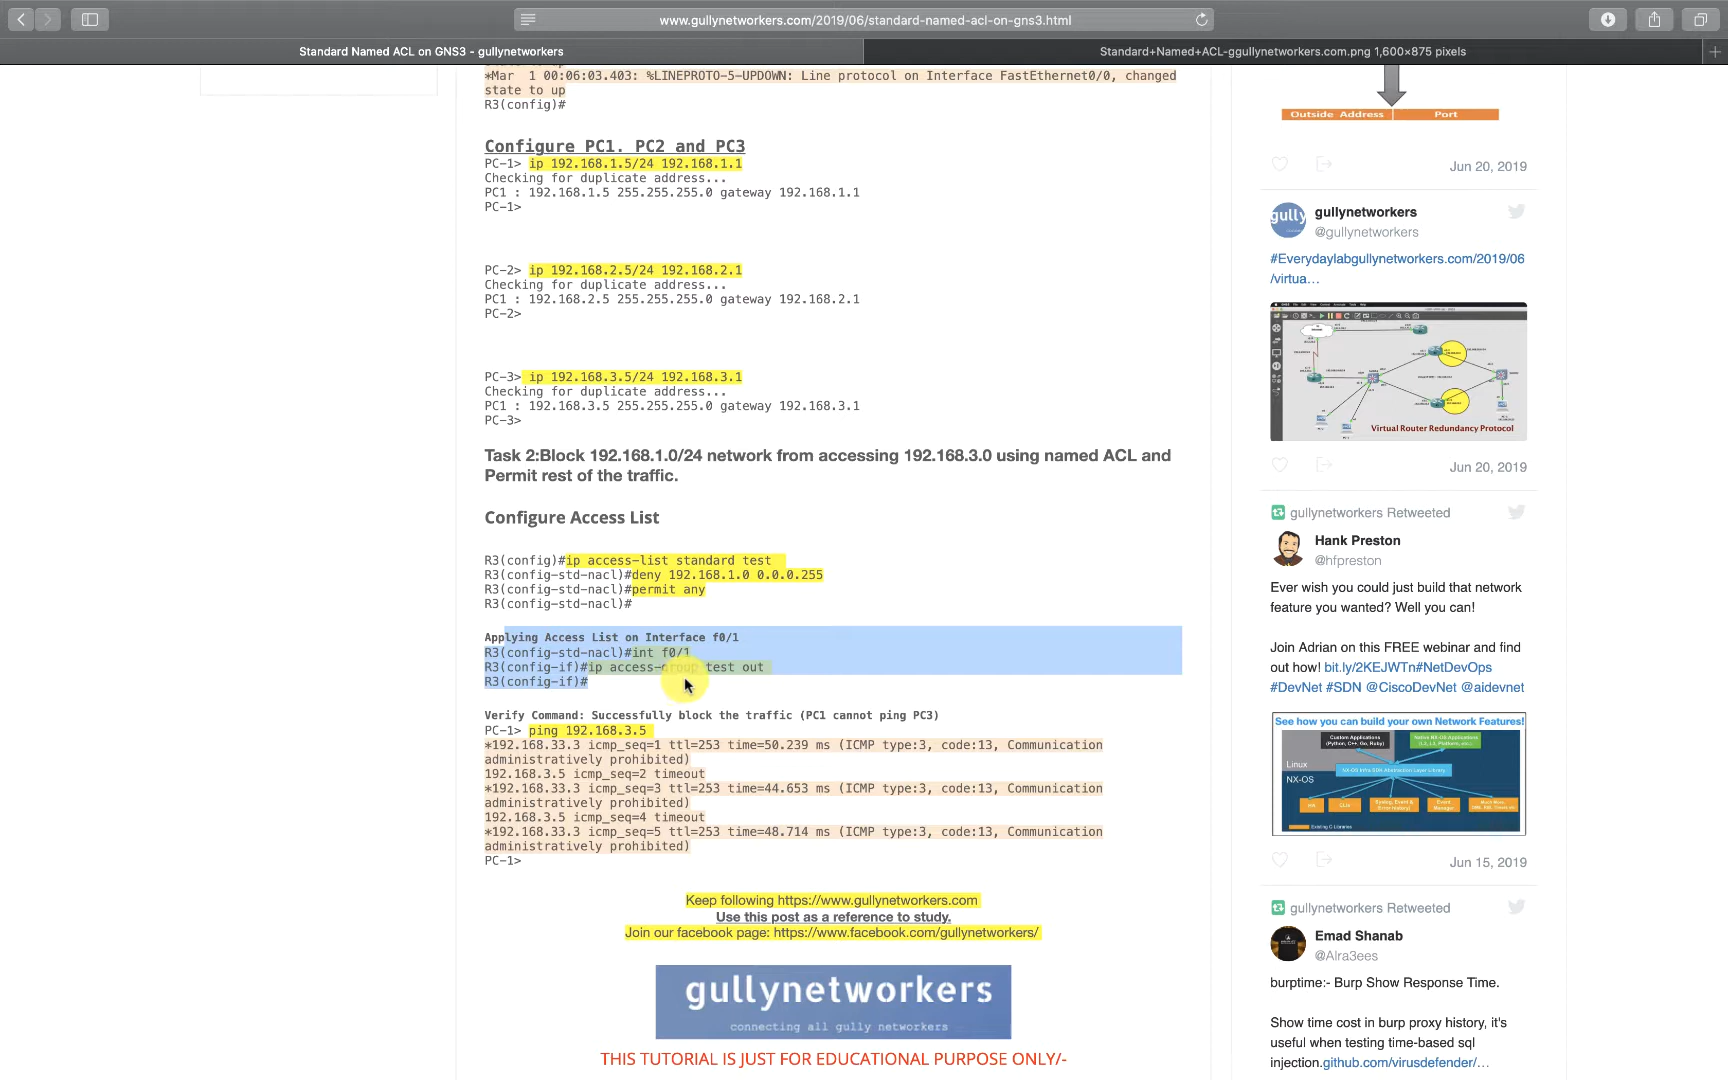 www.gullynetworkers.com/2019/06/standard-named-acl-on-gns3.html
Standard Named ACL on GNS3 - gullynetworkers
Standard+Named+ACL-ggullynetworkers.com.png 1,600×875 pixels
*Mar  1 00:06:03.403: %LINEPROTO-5-UPDOWN: Line protocol on Interface FastEthernet0/0, changed
state to up
R3(config)#
Configure PC1. PC2 and PC3
PC-1> ip 192.168.1.5/24 192.168.1.1
Checking for duplicate address...
PC1 : 192.168.1.5 255.255.255.0 gateway 192.168.1.1
PC-1>
PC-2> ip 192.168.2.5/24 192.168.2.1
Checking for duplicate address...
PC1 : 192.168.2.5 255.255.255.0 gateway 192.168.2.1
PC-2>
PC-3> ip 192.168.3.5/24 192.168.3.1
Checking for duplicate address...
PC1 : 192.168.3.5 255.255.255.0 gateway 192.168.3.1
PC-3>
Task 2:Block 192.168.1.0/24 network from accessing 192.168.3.0 using named ACL and
Permit rest of the traffic.
Configure Access List
R3(config)#ip access-list standard test
R3(config-std-nacl)#deny 192.168.1.0 0.0.0.255
R3(config-std-nacl)#permit any
R3(config-std-nacl)#
Applying Access List on Interface f0/1
R3(config-std-nacl)#int f0/1
R3(config-if)#ip access-group test out
R3(config-if)#
Verify Command: Successfully block the traffic (PC1 cannot ping PC3)
PC-1> ping 192.168.3.5
*192.168.33.3 icmp_seq=1 ttl=253 time=50.239 ms (ICMP type:3, code:13, Communication
administratively prohibited)
192.168.3.5 icmp_seq=2 timeout
*192.168.33.3 icmp_seq=3 ttl=253 time=44.653 ms (ICMP type:3, code:13, Communication
administratively prohibited)
192.168.3.5 icmp_seq=4 timeout
*192.168.33.3 icmp_seq=5 ttl=253 time=48.714 ms (ICMP type:3, code:13, Communication
administratively prohibited)
PC-1>
Keep following https://www.gullynetworkers.com
Use this post as a reference to study.
Join our facebook page: https://www.facebook.com/gullynetworkers/
gullynetworkers
connecting all gully networkers
THIS TUTORIAL IS JUST FOR EDUCATIONAL PURPOSE ONLY/-
Outside Address Port
Jun 20, 2019
gully
gullynetworkers
@gullynetworkers
#Everydaylabgullynetworkers.com/2019/06
/virtua…
Virtual Router Redundancy Protocol
Jun 20, 2019
gullynetworkers Retweeted
Hank Preston
@hfpreston
Ever wish you could just build that network
feature you wanted? Well you can!
Join Adrian on this FREE webinar and find
out how! bit.ly/2KEJWTn#NetDevOps
#DevNet #SDN @CiscoDevNet @aidevnet
See how you can build your own Network Features!
Custom Applications
(Python, C++, Go, Ruby)
Linux
NX-OS
NX-OS Infra SDK Abstraction Layer Library
Jun 15, 2019
gullynetworkers Retweeted
Emad Shanab
@Alra3ees
burptime:- Burp Show Response Time.
Show time cost in burp proxy history, it's
useful when testing time-based sql
injection.github.com/virusdefender/…